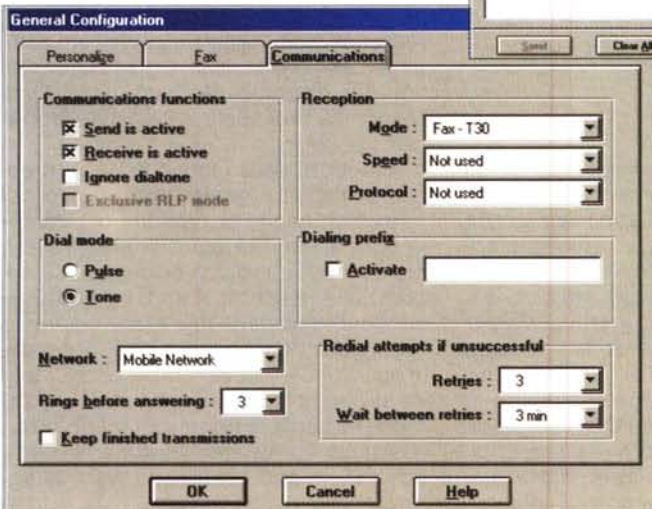 General Configuration
Send
Clear
Personalize
Fax
Communications
Communications functions
Send is active
Receive is active
Ignore dialtone
Exclusive RLP mode
Reception
Mode : Fax - T30
Speed : Not used
Protocol : Not used
Dial mode
Pulse
Tone
Dialing prefix
Activate
Network : Mobile Network
Rings before answering : 3
Keep finished transmissions
Redial attempts if unsuccessful
Retries : 3
Wait between retries : 3 min
OK
Cancel
Help